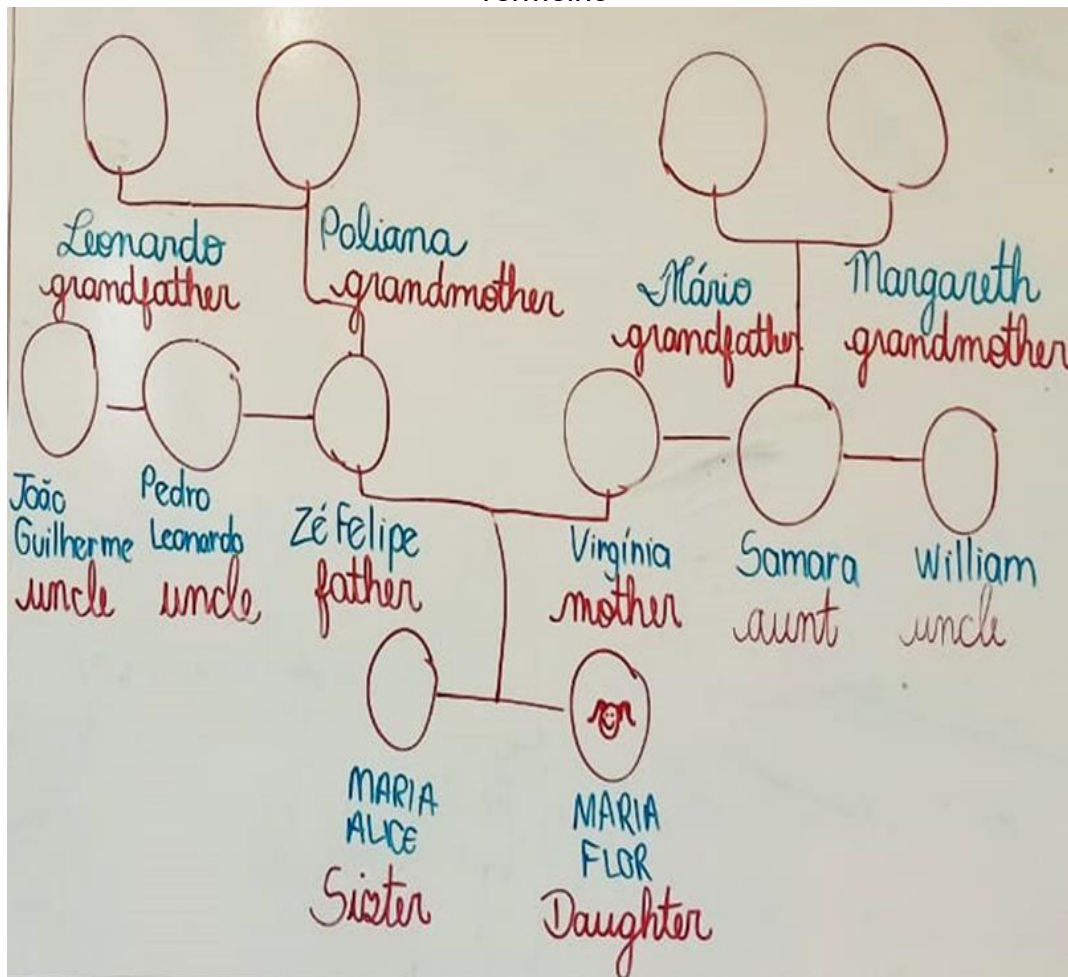 Leonardo
grandfather
Poliana
grandmother
Mário
grandfather
Margareth
grandmother
João
Guilherme
uncle
Pedro
Leonardo
uncle
Zé Felipe
father
Virgínia
mother
Samara
aunt
William
uncle
MARIA
ALICE
Sister
MARIA
FLOR
Daughter